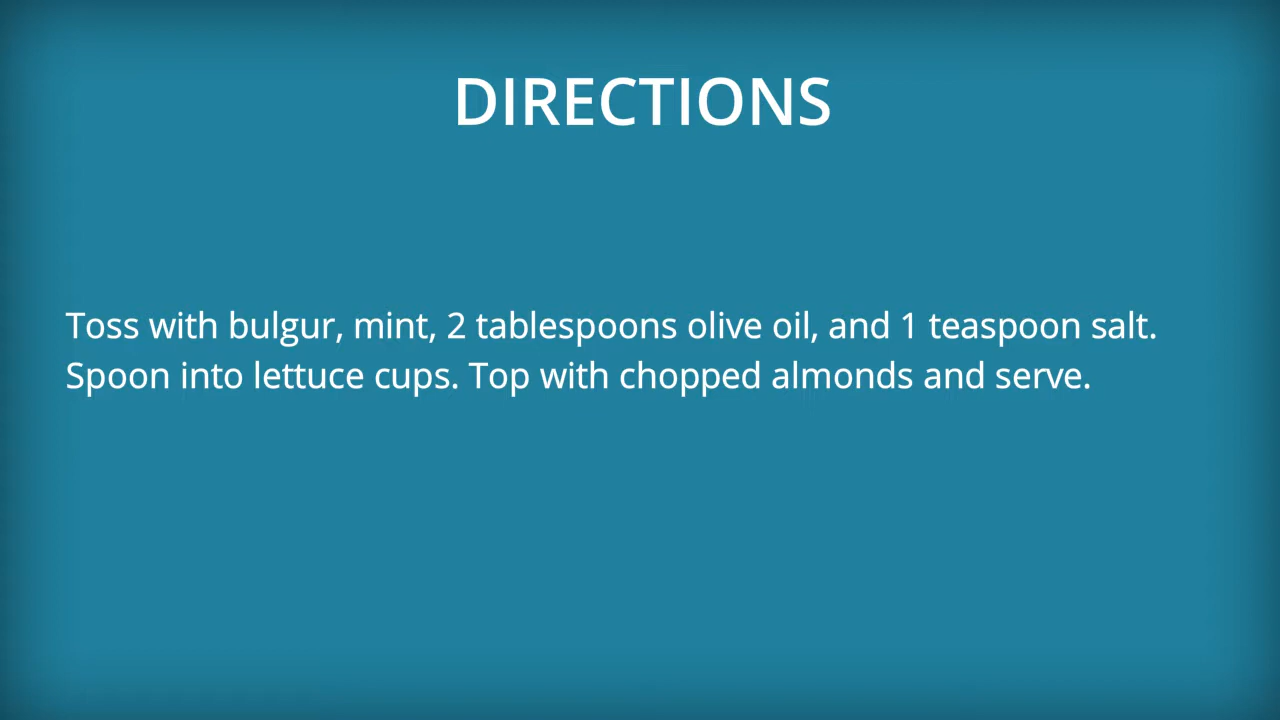 DIRECTIONS
Toss with bulgur, mint, 2 tablespoons olive oil, and 1 teaspoon salt.
Spoon into lettuce cups. Top with chopped almonds and serve.